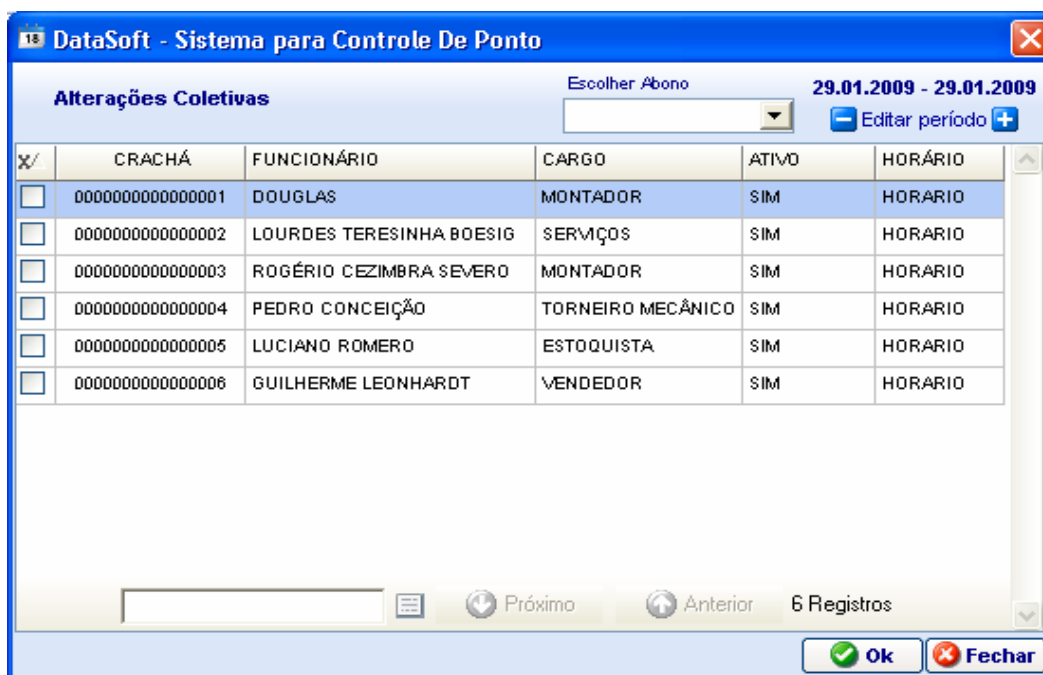 18 DataSoft - Sistema para Controle De Ponto
Alterações Coletivas
Escolher Abono
29.01.2009 - 29.01.2009
Editar período
X/ CRACHÁ FUNCIONÁRIO CARGO ATIVO HORÁRIO
0000000000000001 DOUGLAS MONTADOR SIM HORARIO
0000000000000002 LOURDES TERESINHA BOESIG SERVIÇOS SIM HORARIO
0000000000000003 ROGÉRIO CEZIMBRA SEVERO MONTADOR SIM HORARIO
0000000000000004 PEDRO CONCEIÇÃO TORNEIRO MECÂNICO SIM HORARIO
0000000000000005 LUCIANO ROMERO ESTOQUISTA SIM HORARIO
0000000000000006 GUILHERME LEONHARDT VENDEDOR SIM HORARIO
Próximo Anterior 6 Registros
Ok Fechar